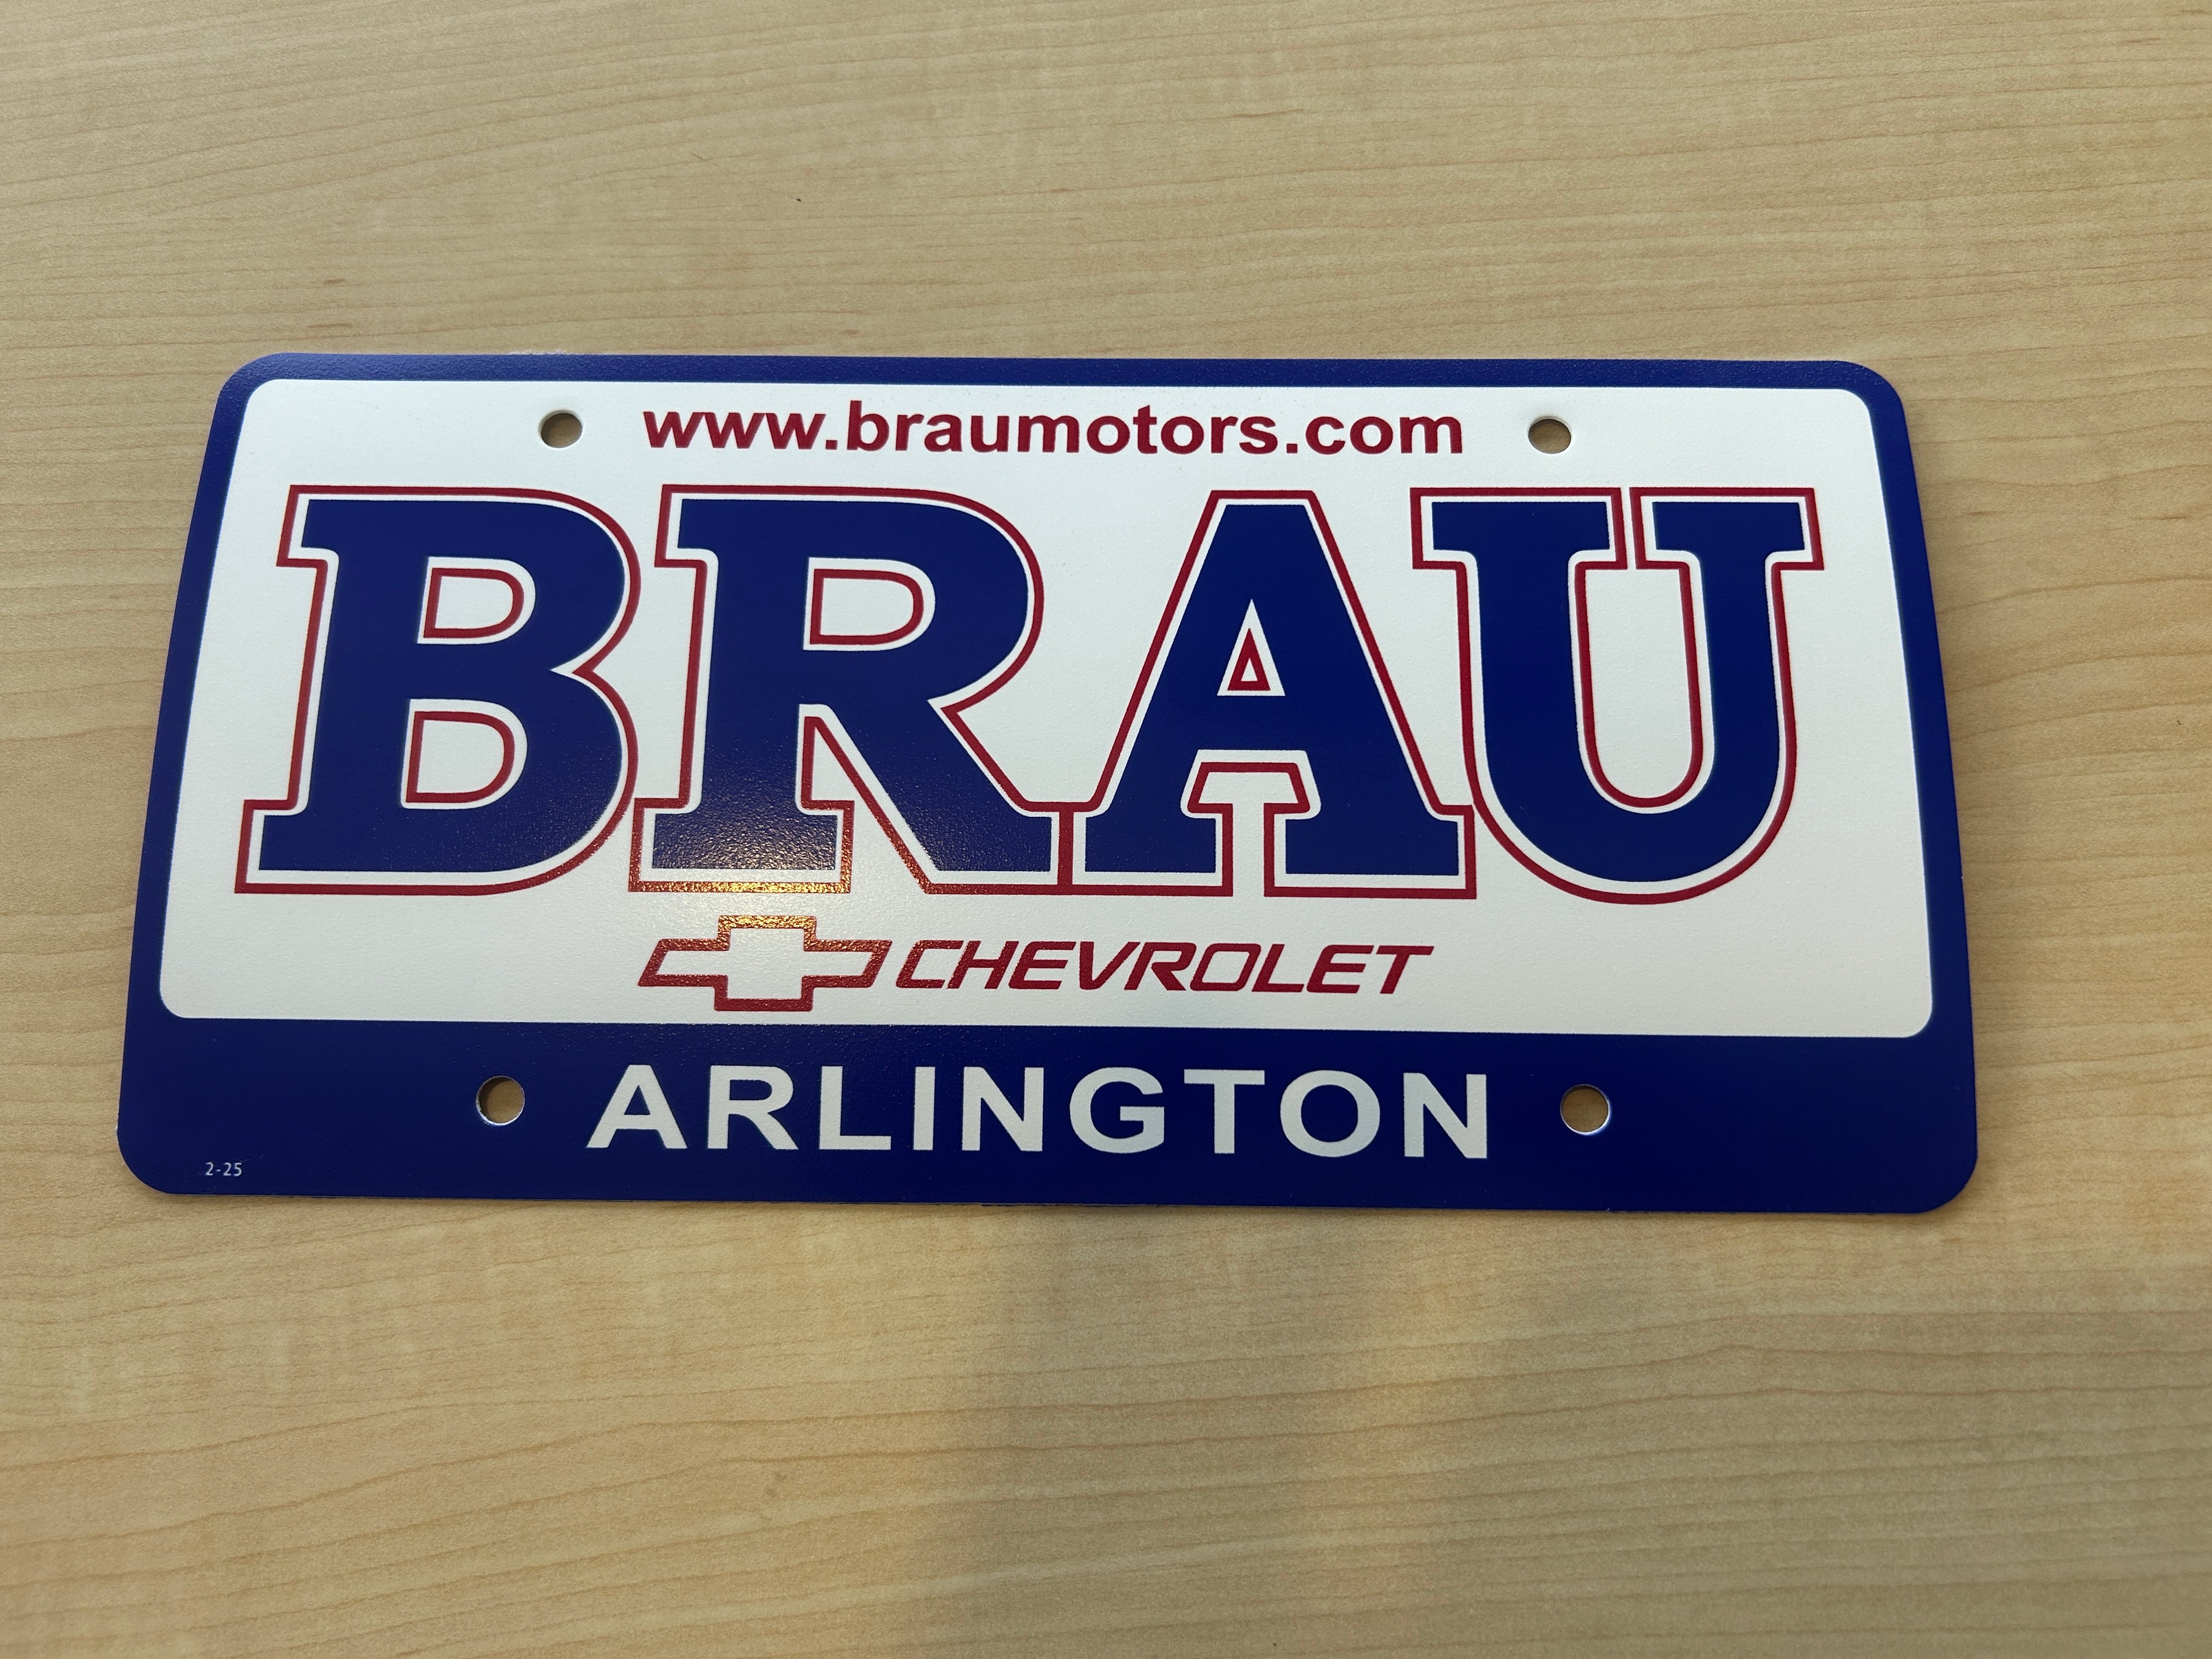 www.braumotors.com
BRAU
CHEVROLET
ARLINGTON
2-25